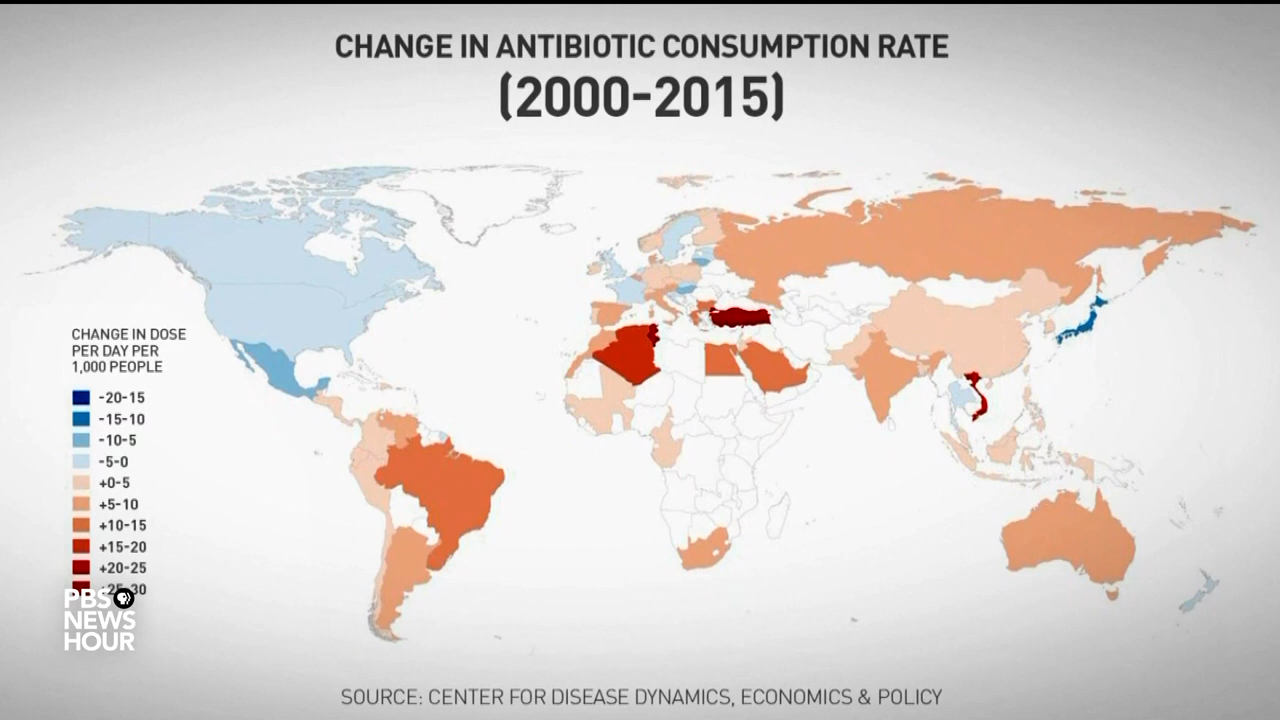 CHANGE IN ANTIBIOTIC CONSUMPTION RATE
(2000-2015)
CHANGE IN DOSE
PER DAY PER
1,000 PEOPLE
-20-15
-15-10
-10-5
-5-0
+0-5
+5-10
+10-15
+15-20
+20-25
+25-30
PBS
NEWS
HOUR
SOURCE: CENTER FOR DISEASE DYNAMICS, ECONOMICS & POLICY